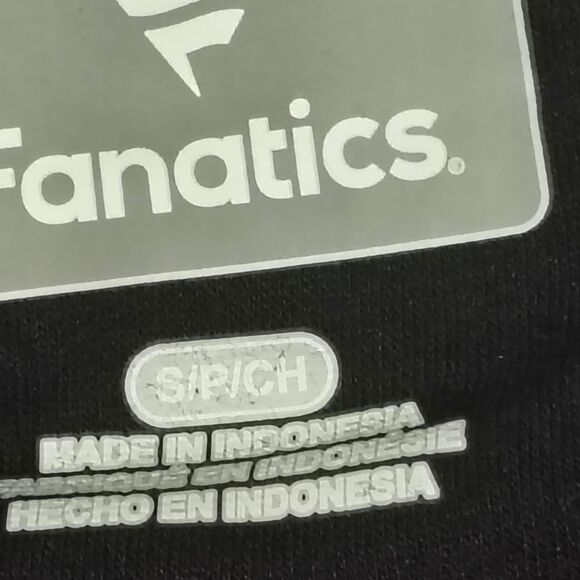 Fanatics.
S/P/CH
MADE IN INDONESIA
FABRIQUÉ EN INDONÉSIE
HECHO EN INDONESIA